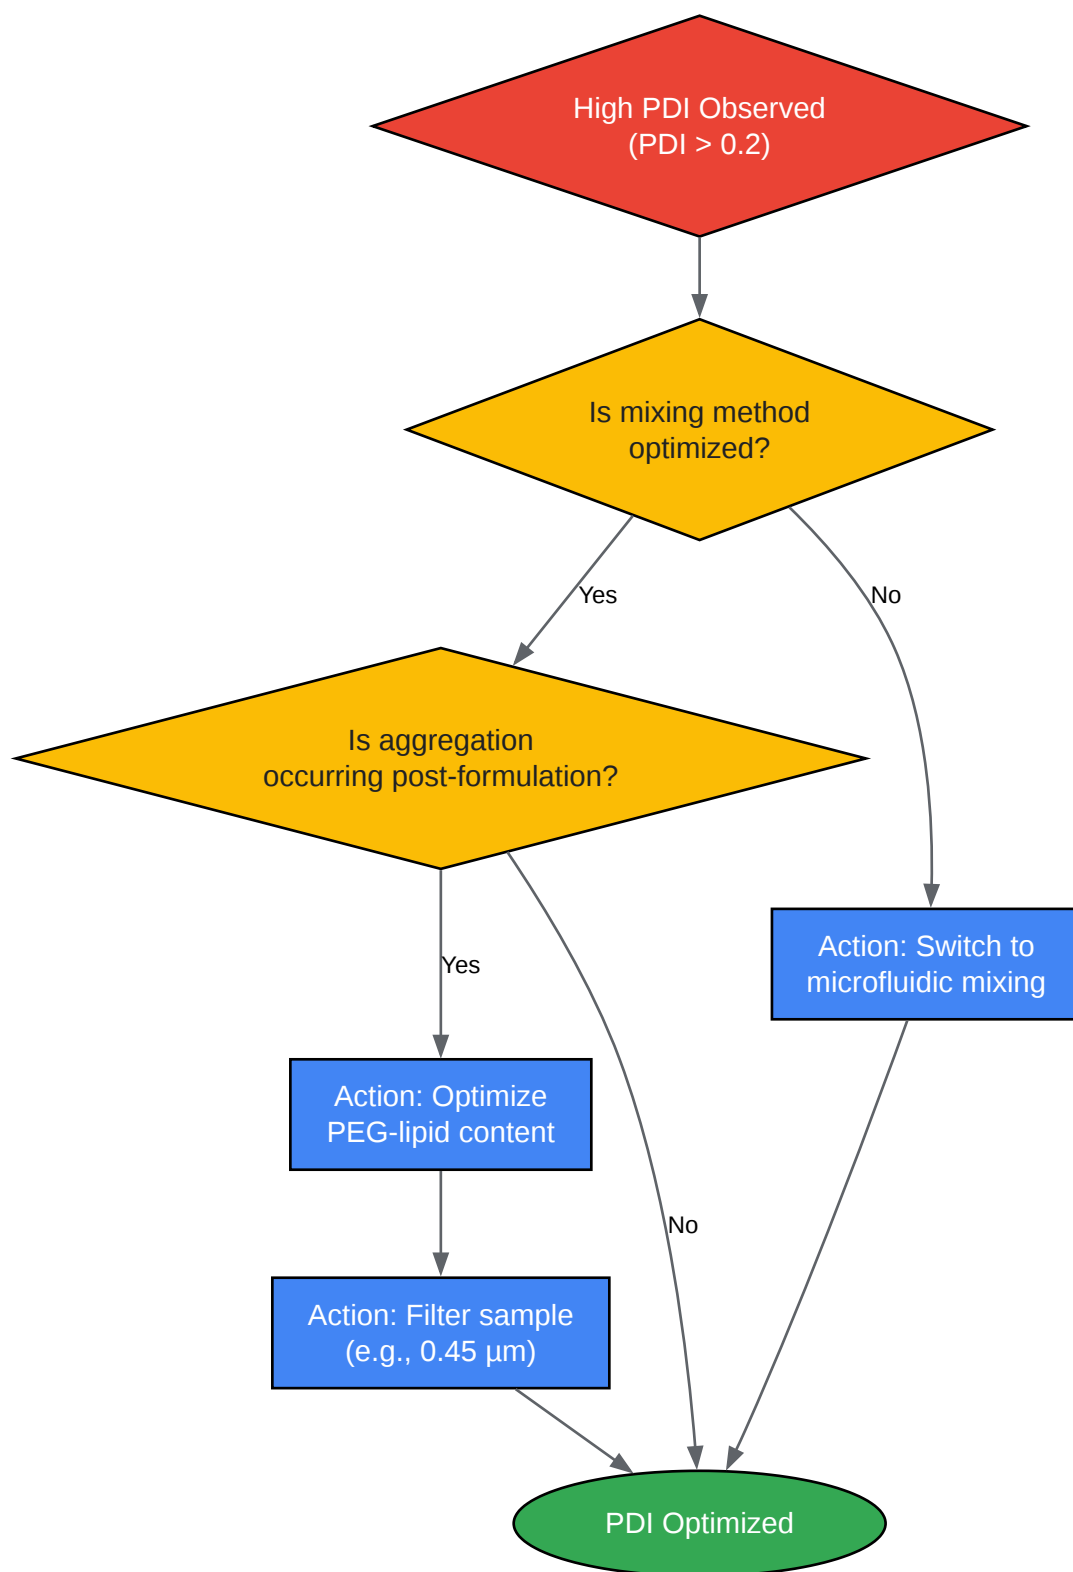 High PDI Observed
(PDI > 0.2)
Is mixing method
optimized?
Yes
No
Is aggregation
occurring post-formulation?
Yes
Action: Switch to
microfluidic mixing
Action: Optimize
PEG-lipid content
No
Action: Filter sample
(e.g., 0.45 µm)
PDI Optimized